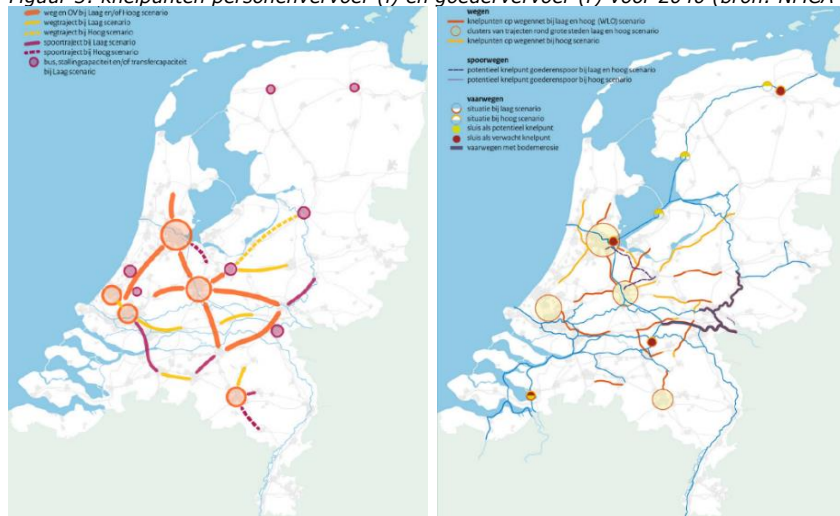 Figuur 3: knelpunten personenvervoer (l) en goederenvervoer (r) voor 2040 (bron: NMCA
weg en OV bij Laag en/of Hoog scenario
wegtraject bij Laag scenario
wegtraject bij Hoog scenario
spoortraject bij Laag scenario
spoortraject bij Hoog scenario
bus, stallingcapaciteit en/of transfercapaciteit
bij Laag scenario
wegen
knelpunten op wegennet bij laag en hoog (WLO) scenario
clusters van trajecten rond grote steden laag en hoog scenario
knelpunten op wegennet bij hoog scenario
spoorwegen
potentieel knelpunt goederenspoor bij laag en hoog scenario
potentieel knelpunt goederenspoor bij hoog scenario
vaarwegen
situatie bij laag scenario
situatie bij hoog scenario
sluis als potentieel knelpunt
sluis als verwacht knelpunt
vaarwegen met bodemerosie